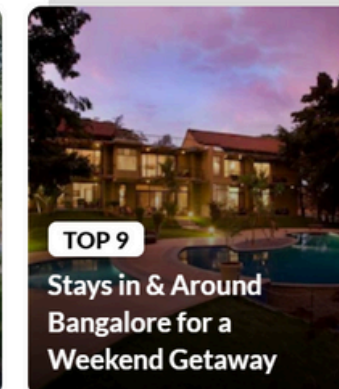 TOP 9
Stays in & Around
Bangalore for a
Weekend Getaway